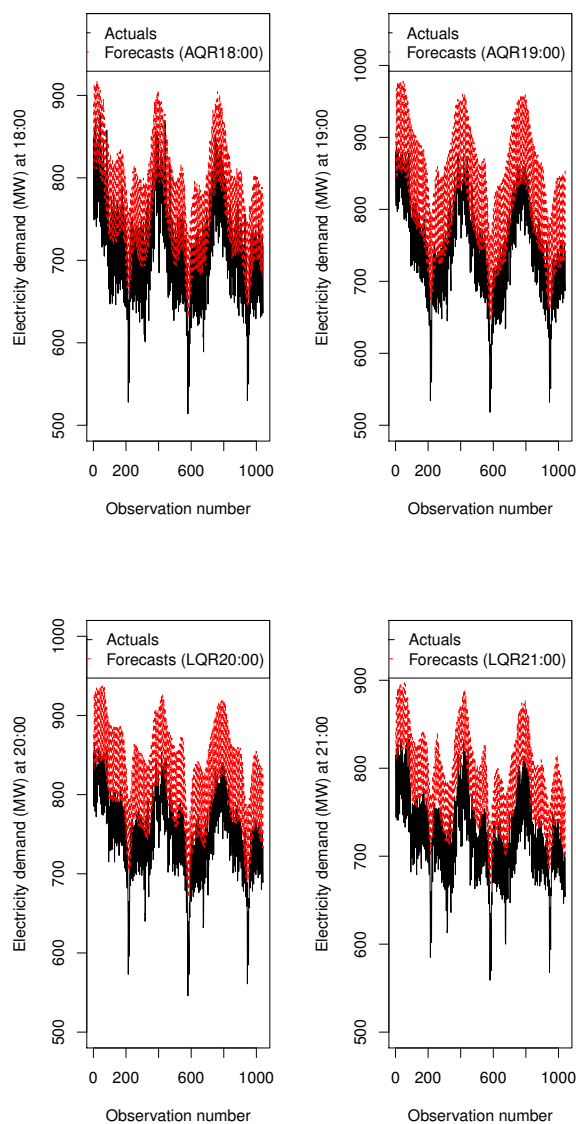 Actuals
Forecasts (AQR18:00)
Electricity demand (MW) at 18:00
500
600
700
800
900
0
200
600
1000
Observation number
Actuals
Forecasts (AQR19:00)
Electricity demand (MW) at 19:00
500
600
700
800
900
1000
0
200
600
1000
Observation number
Actuals
Forecasts (LQR20:00)
Electricity demand (MW) at 20:00
500
600
700
800
900
1000
0
200
600
1000
Observation number
Actuals
Forecasts (LQR21:00)
Electricity demand (MW) at 21:00
500
600
700
800
900
0
200
600
1000
Observation number